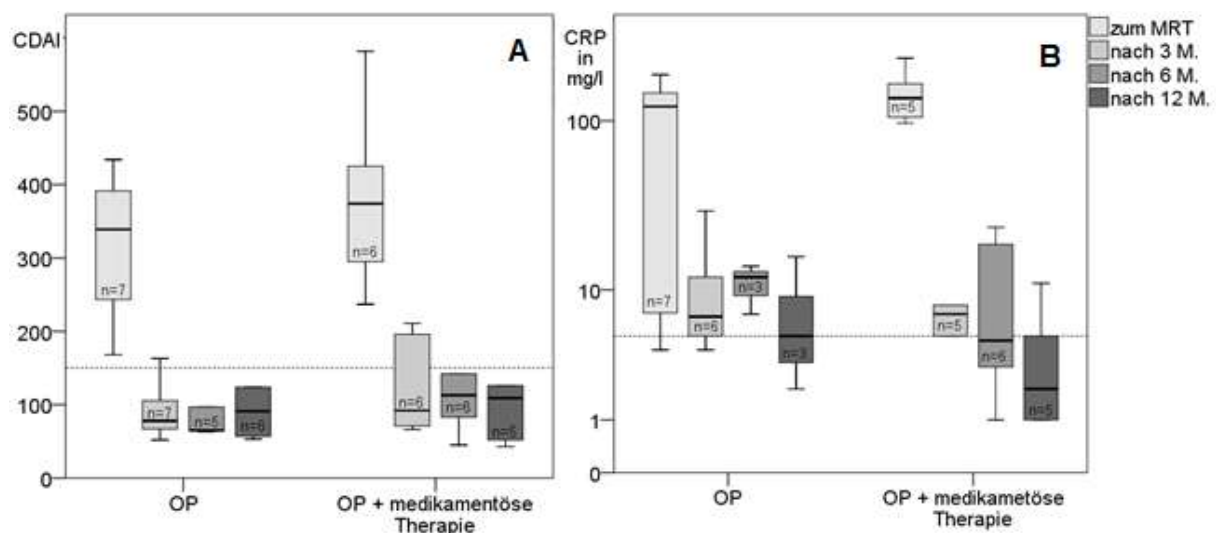 CDAI
A
500
400
300
200
100
0
n=7
n=7
n=5
n=6
n=6
n=6
n=6
OP
OP + medikamentöse
Therapie
CRP
in
mg/l
B
100
10
1
0
n=7
n=6
n=3
n=3
n=5
n=5
n=6
n=5
OP
OP + medikametöse
Therapie
zum MRT
nach 3 M.
nach 6 M.
nach 12 M.